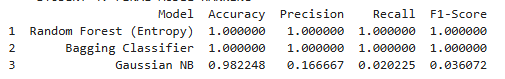 Model Accuracy Precision Recall F1-Score
1 Random Forest (Entropy) 1.000000 1.000000 1.000000 1.000000
2 Bagging Classifier 1.000000 1.000000 1.000000 1.000000
3 Gaussian NB 0.982248 0.166667 0.020225 0.036072